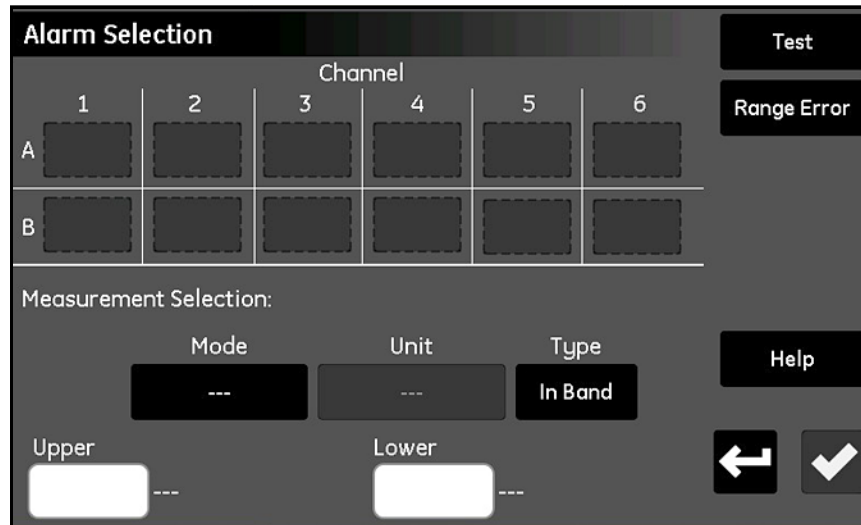 Alarm Selection
Test
Channel
1 2 3 4 5 6
Range Error
A
B
Measurement Selection:
Mode Unit Type
--- --- In Band
Help
Upper Lower
--- ---